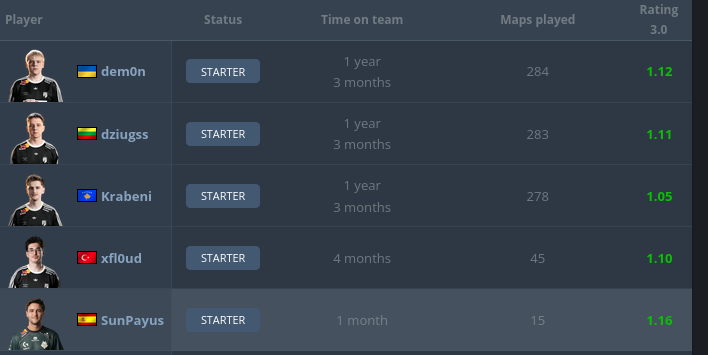 Player Status Time on team Maps played Rating 3.0
dem0n STARTER 1 year 3 months 284 1.12
dziugss STARTER 1 year 3 months 283 1.11
Krabeni STARTER 1 year 3 months 278 1.05
xfl0ud STARTER 4 months 45 1.10
SunPayus STARTER 1 month 15 1.16